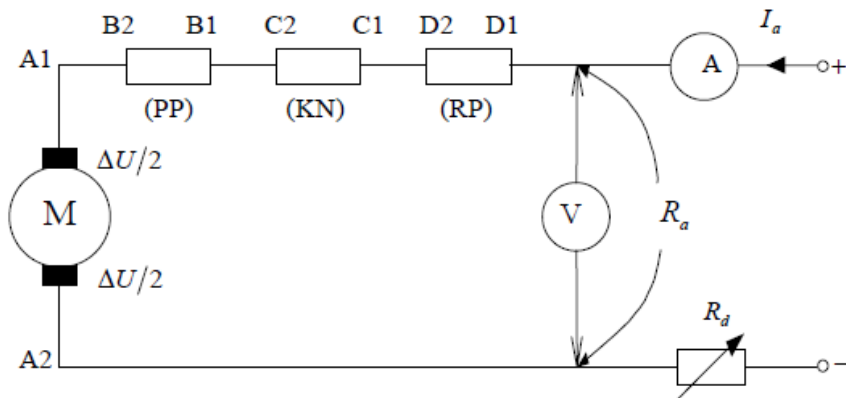 B2 B1 C2 C1 D2 D1 I_a
A1 A +
(PP) (KN) (RP)
ΔU/2
M V R_a
ΔU/2
R_d
A2 −